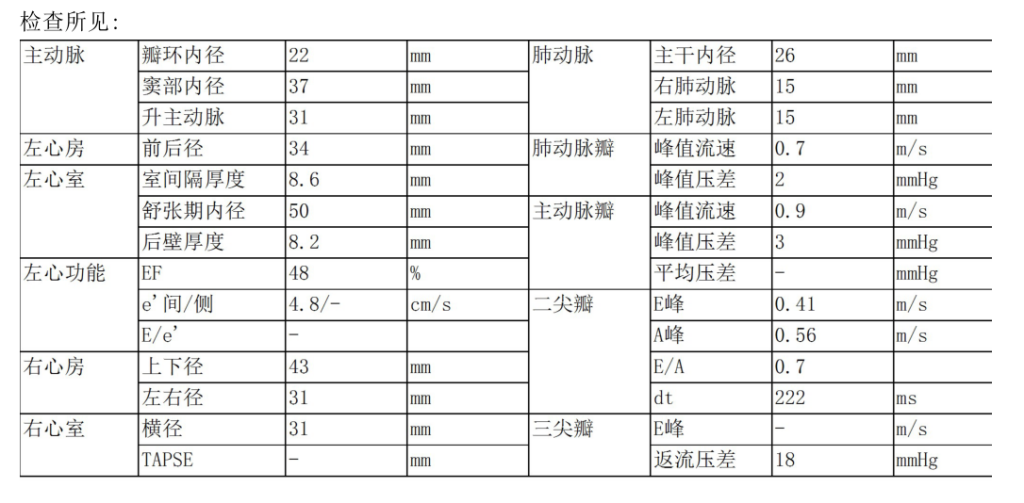 检查所见:
主动脉 瓣环内径 22 mm 肺动脉 主干内径 26 mm
窦部内径 37 mm 右肺动脉 15 mm
升主动脉 31 mm 左肺动脉 15 mm
左心房 前后径 34 mm 肺动脉瓣 峰值流速 0.7 m/s
左心室 室间隔厚度 8.6 mm 峰值压差 2 mmHg
舒张期内径 50 mm 主动脉瓣 峰值流速 0.9 m/s
后壁厚度 8.2 mm 峰值压差 3 mmHg
左心功能 EF 48 % 平均压差 - mmHg
e'间/侧 4.8/- cm/s 二尖瓣 E峰 0.41 m/s
E/e' - A峰 0.56 m/s
右心房 上下径 43 mm E/A 0.7
左右径 31 mm dt 222 ms
右心室 横径 31 mm 三尖瓣 E峰 - m/s
TAPSE - mm 返流压差 18 mmHg